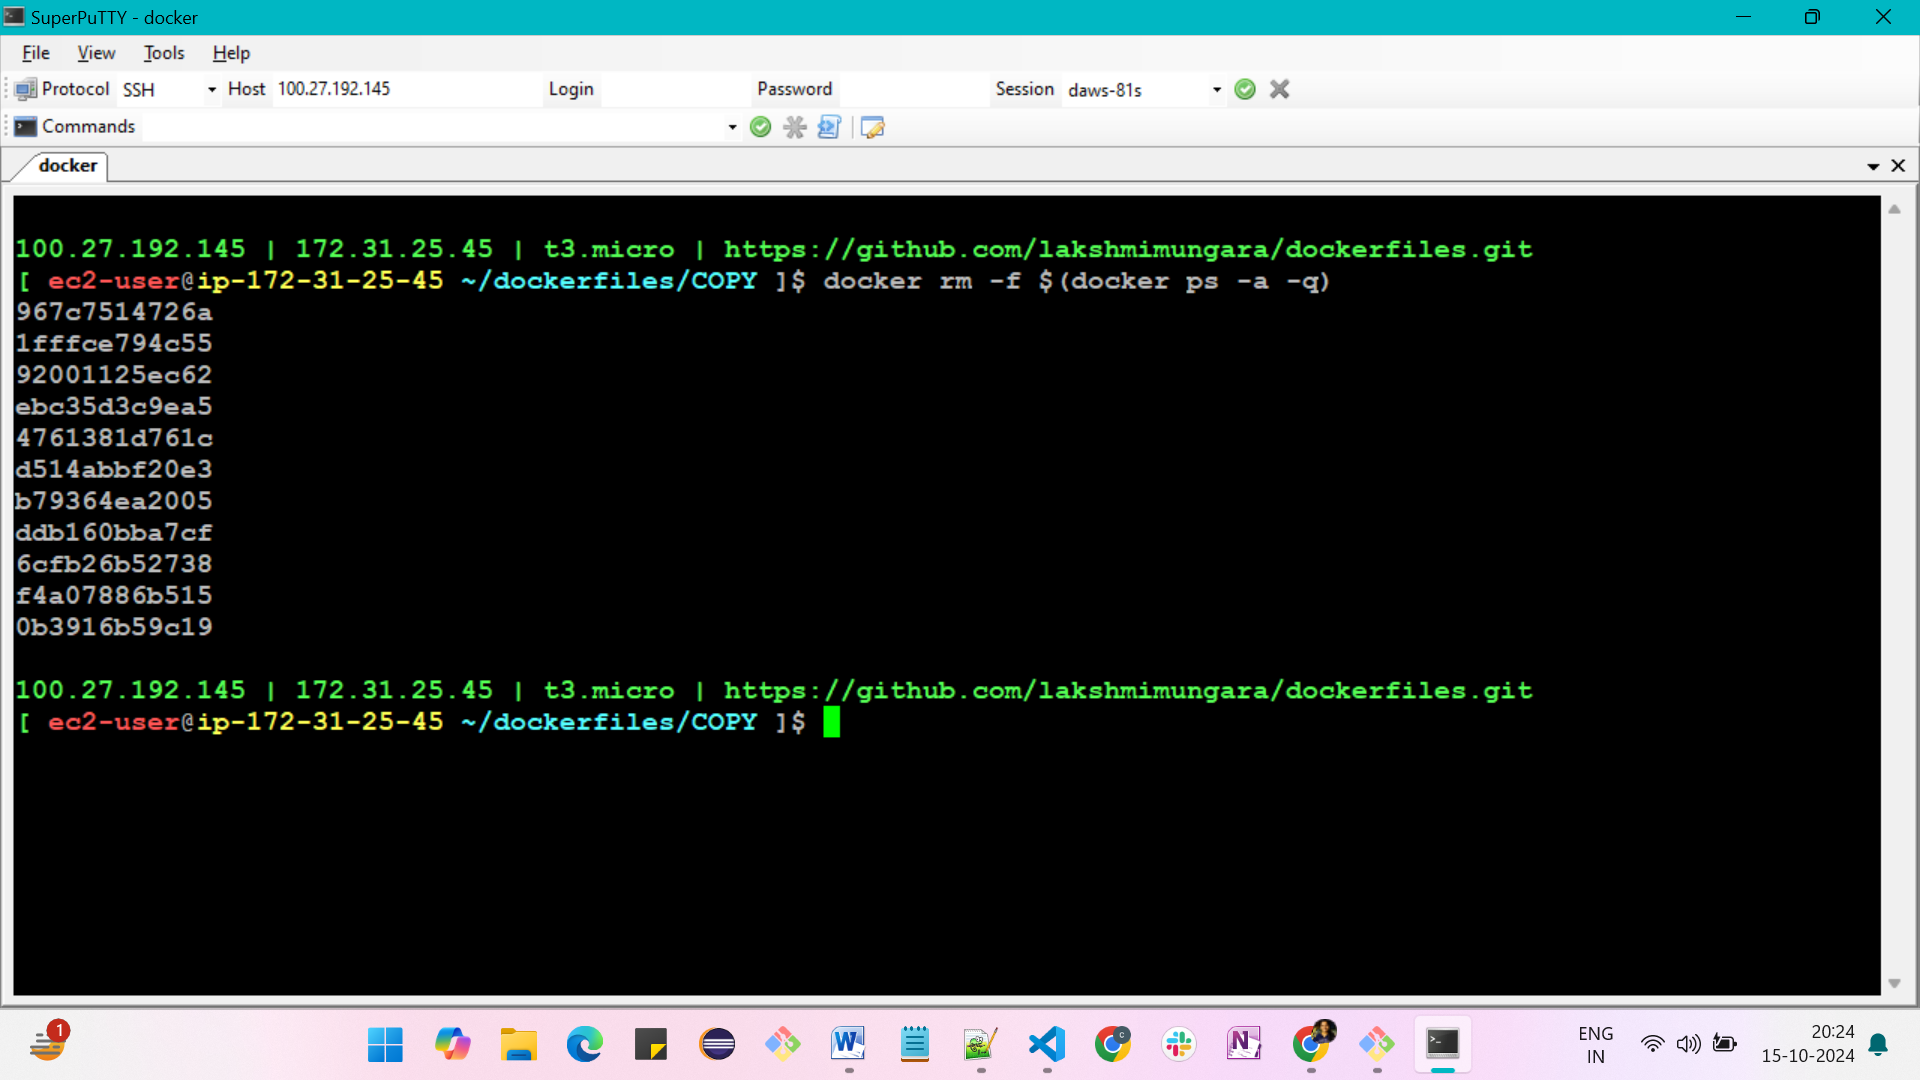 SuperPuTTY - docker
File View Tools Help
Protocol SSH Host 100.27.192.145 Login Password Session daws-81s
Commands
docker
100.27.192.145 | 172.31.25.45 | t3.micro | https://github.com/lakshmimungara/dockerfiles.git
[ ec2-user@ip-172-31-25-45 ~/dockerfiles/COPY ]$ docker rm -f $(docker ps -a -q)
967c7514726a
1fffce794c55
92001125ec62
ebc35d3c9ea5
4761381d761c
d514abbf20e3
b79364ea2005
ddb160bba7cf
6cfb26b52738
f4a07886b515
0b3916b59c19
100.27.192.145 | 172.31.25.45 | t3.micro | https://github.com/lakshmimungara/dockerfiles.git
[ ec2-user@ip-172-31-25-45 ~/dockerfiles/COPY ]$
1
ENG
IN
20:24
15-10-2024